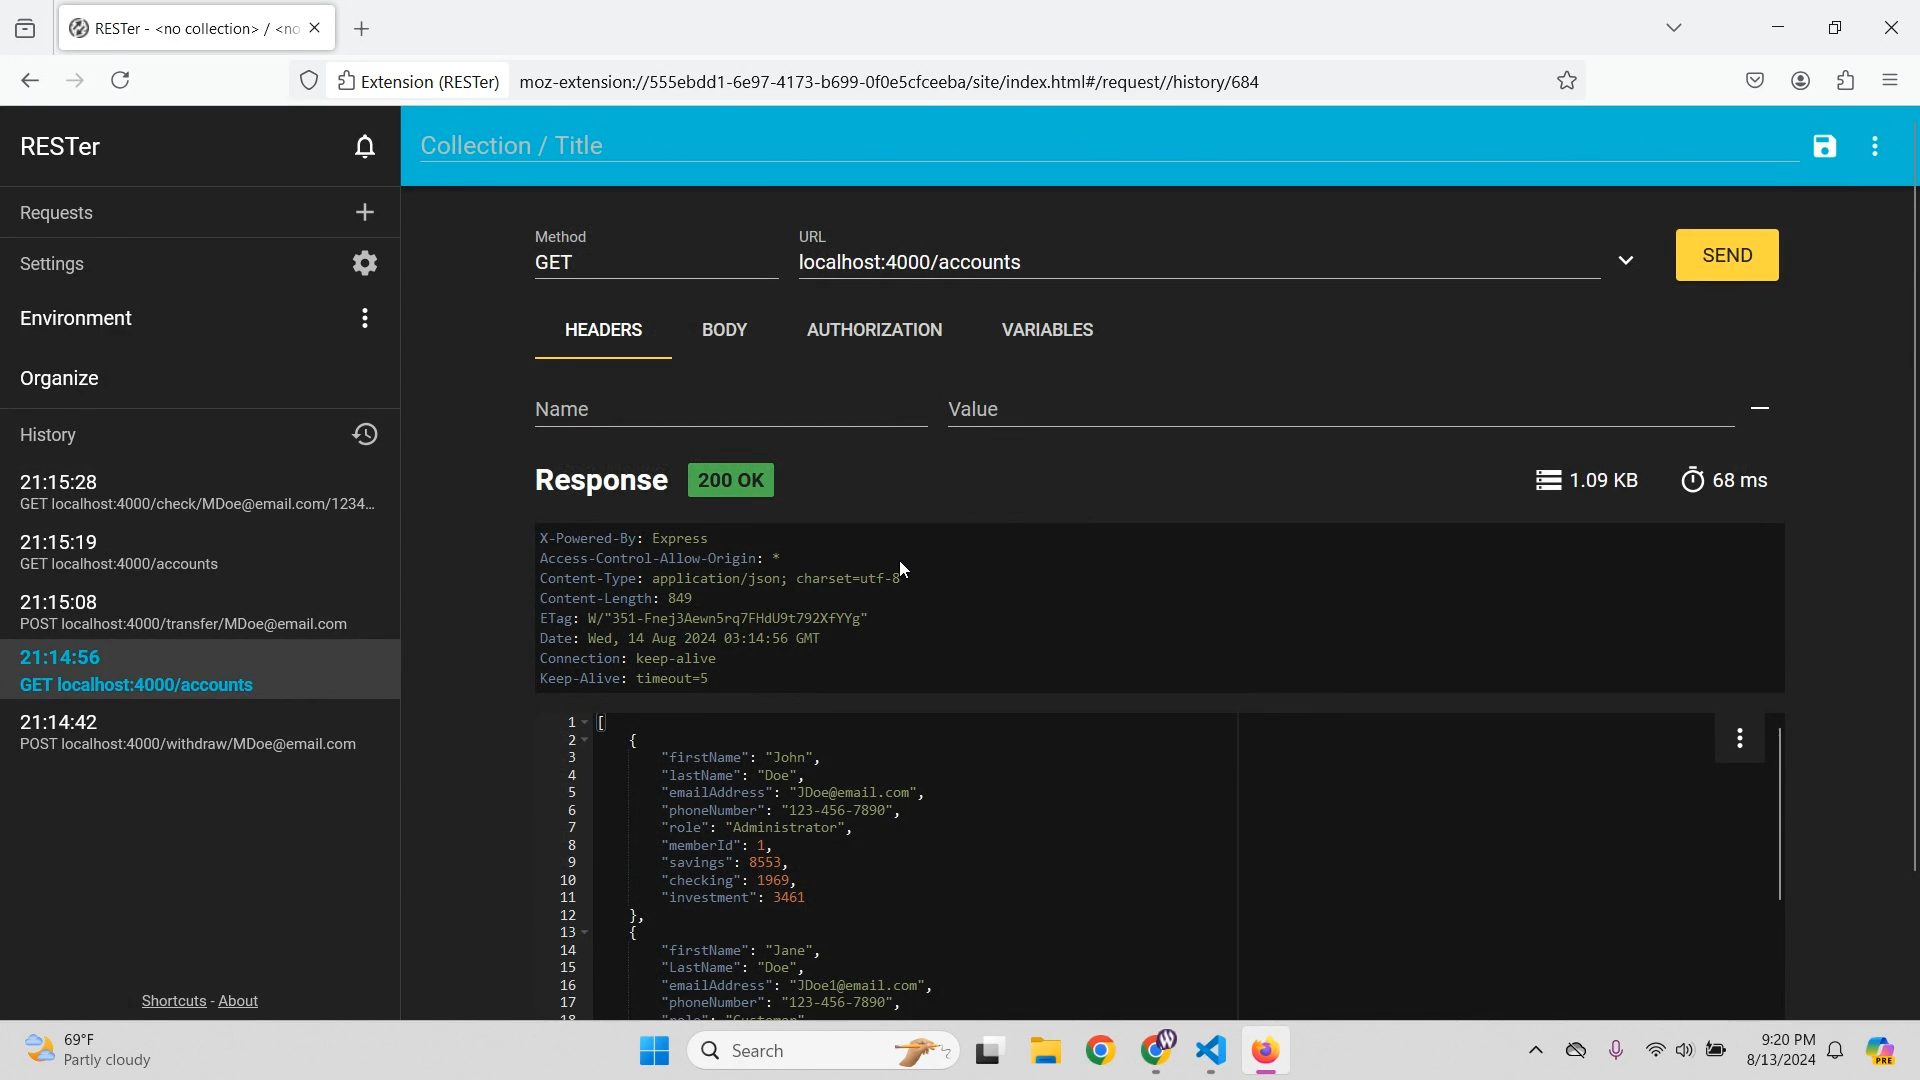 RESTer - <no collection> / <no
Extension (RESTer) moz-extension://555ebdd1-6e97-4173-b699-0f0e5cfceeba/site/index.html#/request//history/684
RESTer
Collection / Title
Requests
Settings
Environment
Organize
History
21:15:28
GET localhost:4000/check/MDoe@email.com/1234...
21:15:19
GET localhost:4000/accounts
21:15:08
POST localhost:4000/transfer/MDoe@email.com
21:14:56
GET localhost:4000/accounts
21:14:42
POST localhost:4000/withdraw/MDoe@email.com
Shortcuts - About
Method
GET
URL
localhost:4000/accounts
SEND
HEADERS BODY AUTHORIZATION VARIABLES
Name Value
Response 200 OK 1.09 KB 68 ms
X-Powered-By: Express
Access-Control-Allow-Origin: *
Content-Type: application/json; charset=utf-8
Content-Length: 849
ETag: W/"351-Fnej3Aewn5rq7FHdU9t792XfYYg"
Date: Wed, 14 Aug 2024 03:14:56 GMT
Connection: keep-alive
Keep-Alive: timeout=5
1 [
2 {
3 "firstName": "John",
4 "lastName": "Doe",
5 "emailAddress": "JDoe@email.com",
6 "phoneNumber": "123-456-7890",
7 "role": "Administrator",
8 "memberId": 1,
9 "savings": 8553,
10 "checking": 1969,
11 "investment": 3461
12 },
13 {
14 "firstName": "Jane",
15 "LastName": "Doe",
16 "emailAddress": "JDoe1@email.com",
17 "phoneNumber": "123-456-7890",
18 "role": "Customer"
69°F
Partly cloudy
Search
PRE
9:20 PM
8/13/2024